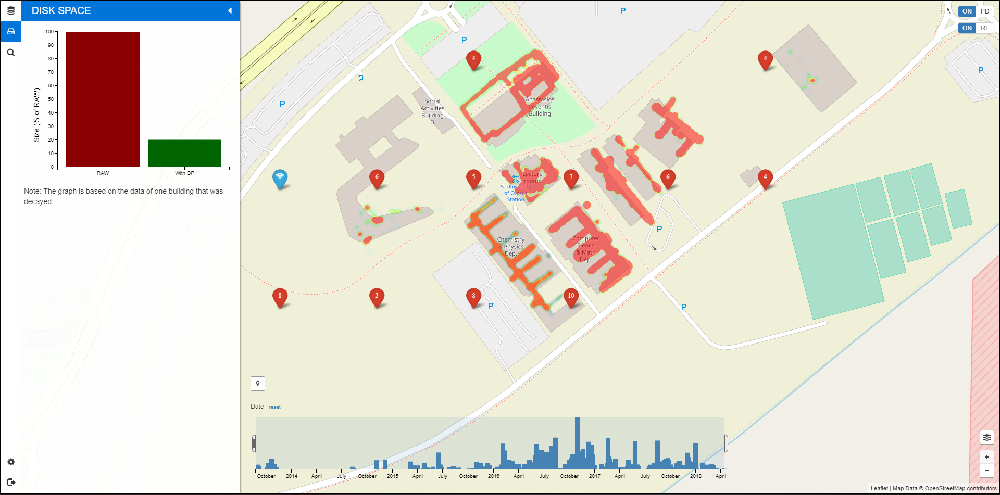 DISK SPACE
100
90
80
70
60
50
40
30
20
10
0
Size (% of RAW)
RAW
With DP
Note: The graph is based on the data of one building that was
decayed.
ON PD
ON RL
P
P
P
P
P
P
P
4
4
Social
Activities
Building
3
Anastasios
Leventis
Building
6
5
7
6
4
Lecture
rooms
5. University
of Cyprus
Station
Chemistry
& Physics
Dep.
Computer
Sience
& Math
Dep.
8
2
8
10
Date reset
October
2014
April
July
October
2015
April
July
October
2016
April
July
October
2017
April
July
October
2018
April
+
−
Leaflet | Map Data © OpenStreetMap contributors